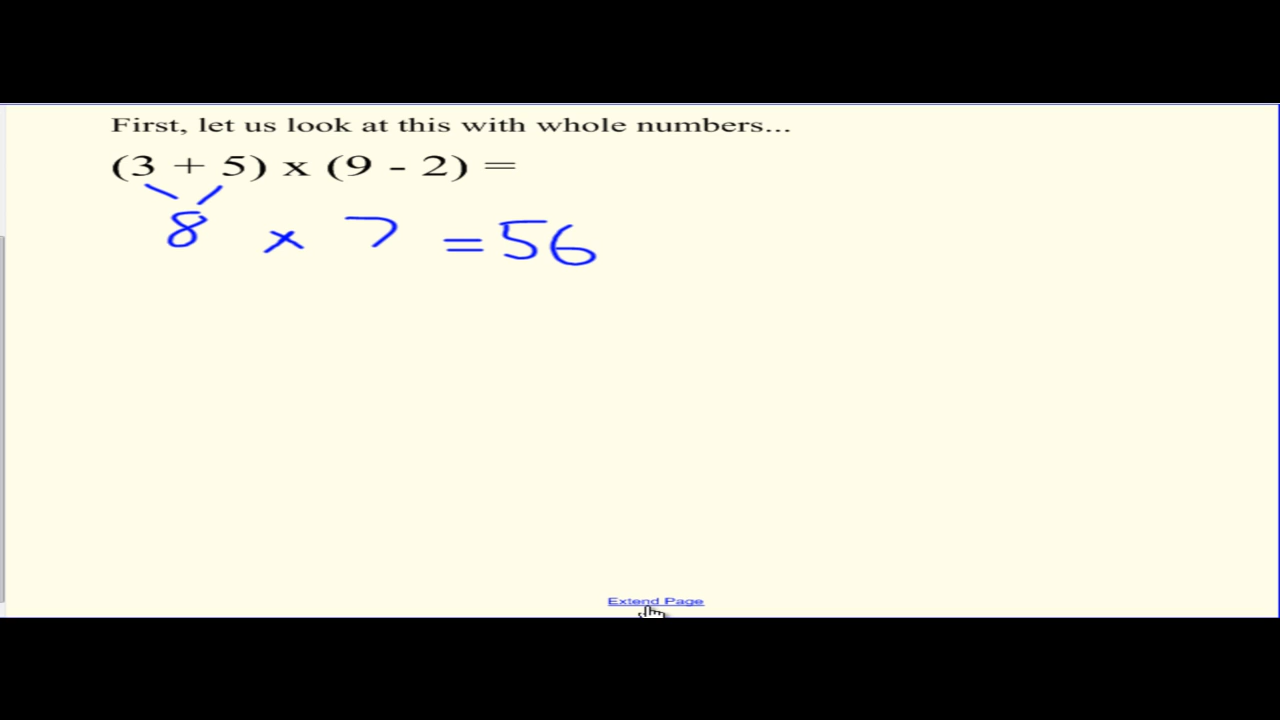 First, let us look at this with whole numbers...
(3 + 5) x (9 - 2) =
8 x 7 = 56
Extend Page